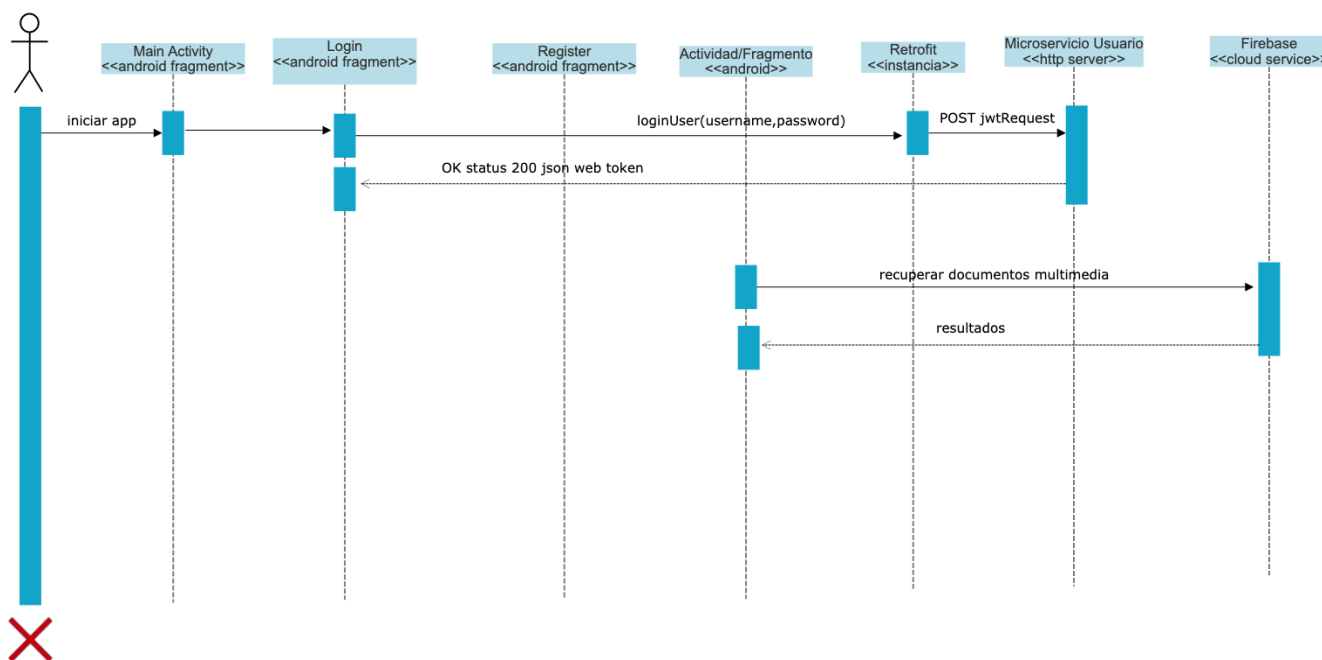 Main Activity
<<android fragment>>
Login
<<android fragment>>
Register
<<android fragment>>
Actividad/Fragmento
<<android>>
Retrofit
<<instancia>>
Microservicio Usuario
<<http server>>
Firebase
<<cloud service>>
iniciar app
loginUser(username,password)
POST jwtRequest
OK status 200 json web token
recuperar documentos multimedia
resultados